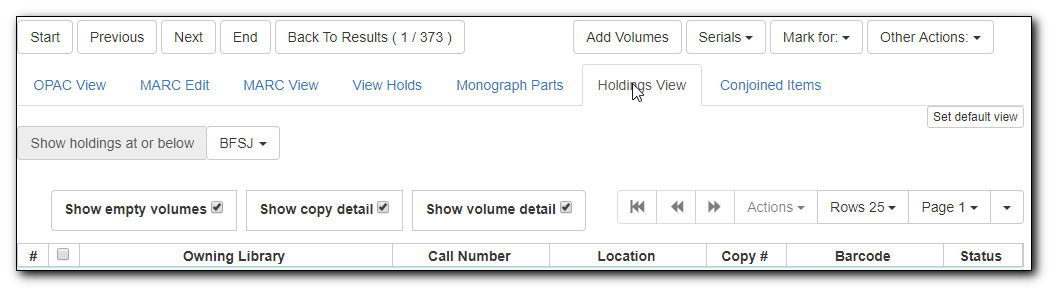 Start Previous Next End Back To Results ( 1 / 373 ) Add Volumes Serials Mark for: Other Actions:
OPAC View MARC Edit MARC View View Holds Monograph Parts Holdings View Conjoined Items
Set default view
Show holdings at or below BFSJ
Show empty volumes Show copy detail Show volume detail Actions Rows 25 Page 1
# Owning Library Call Number Location Copy # Barcode Status